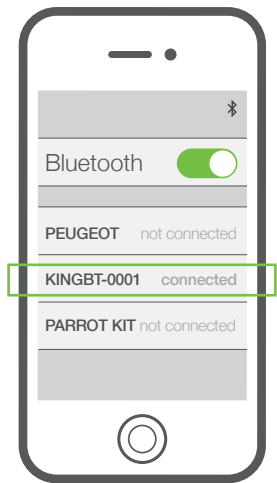 Bluetooth
PEUGEOT not connected
KINGBT-0001 connected
PARROT KIT not connected